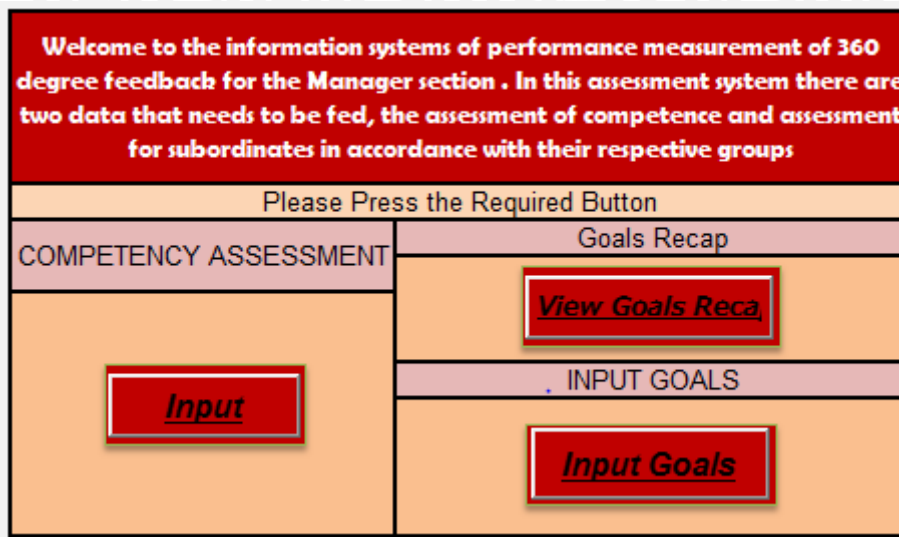 Welcome to the information systems of performance measurement of 360
degree feedback for the Manager section . In this assessment system there are
two data that needs to be fed, the assessment of competence and assessment
for subordinates in accordance with their respective groups
Please Press the Required Button
COMPETENCY ASSESSMENT
Input
Goals Recap
View Goals Reca
. INPUT GOALS
Input Goals